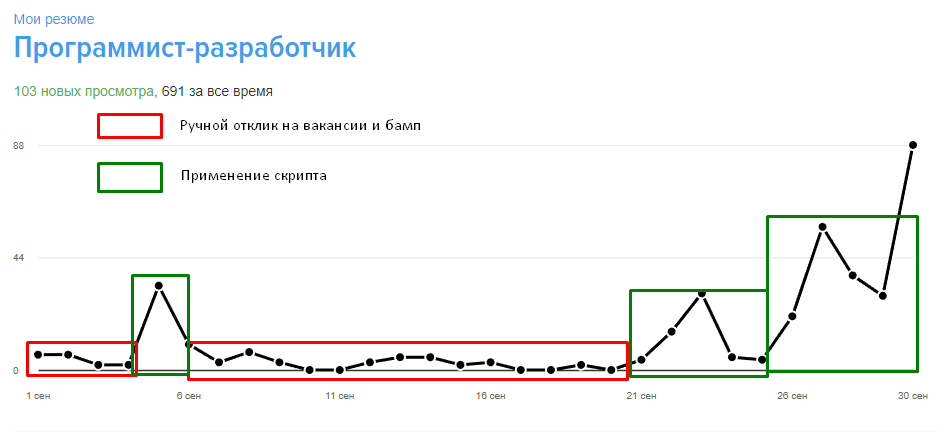 Мои резюме
Программист-разработчик
103 новых просмотра, 691 за все время
Ручной отклик на вакансии и бамп
88
Применение скрипта
44
0
1 сен 6 сен 11 сен 16 сен 21 сен 26 сен 30 сен